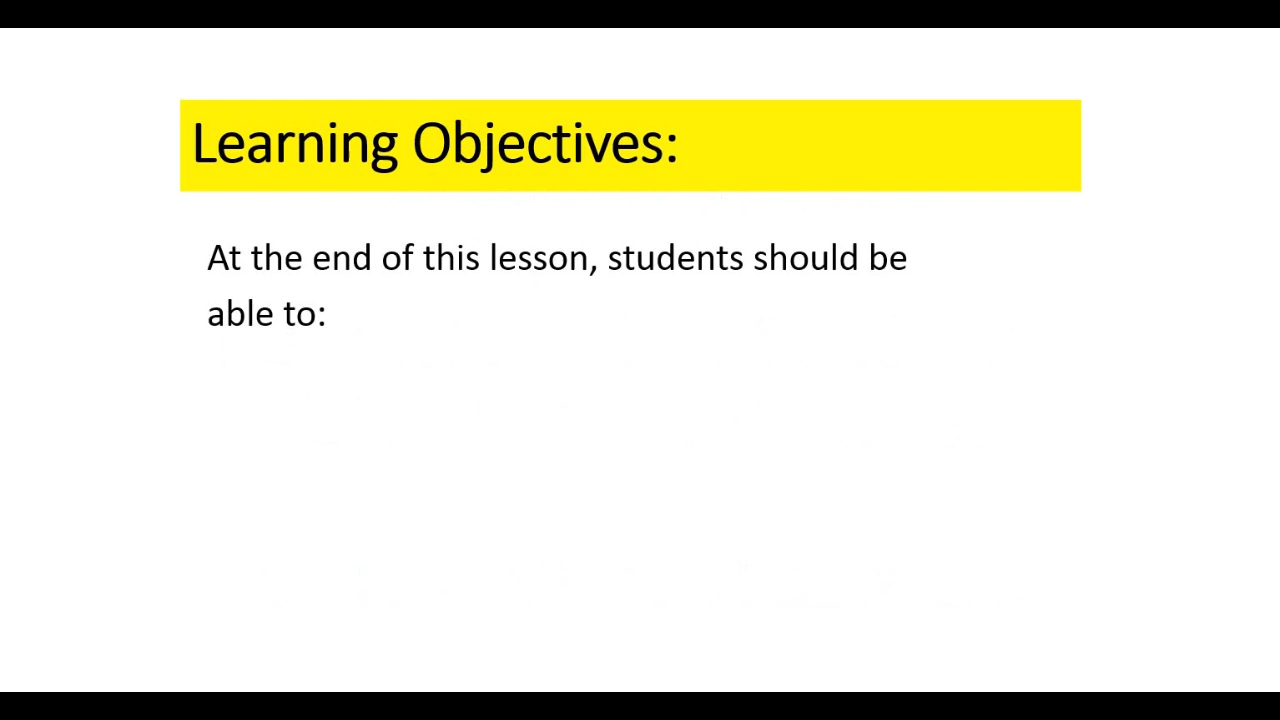 Learning Objectives:
At the end of this lesson, students should be
able to: